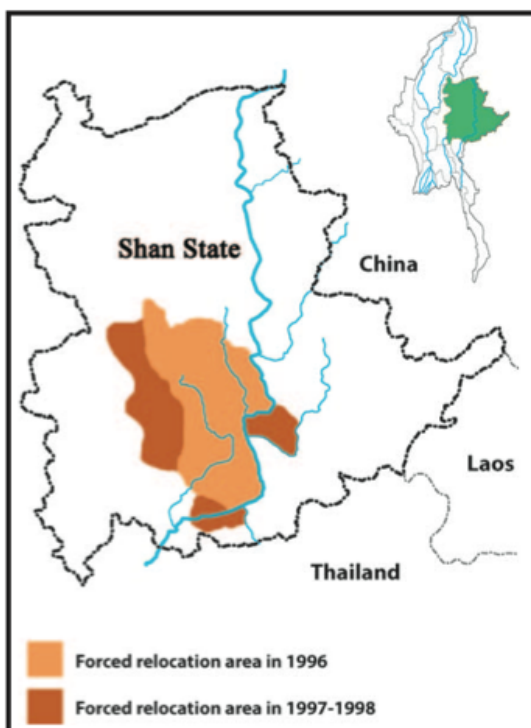 Shan State
China
Laos
Thailand
Forced relocation area in 1996
Forced relocation area in 1997-1998